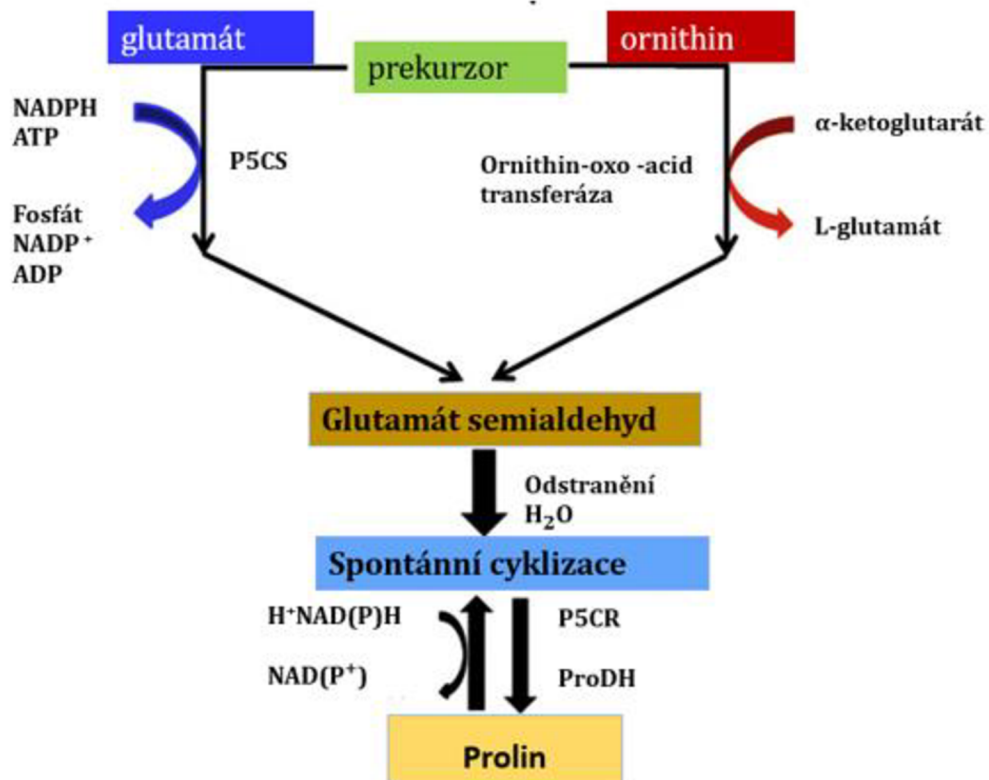 glutamát
prekurzor
ornithin
NADPH
ATP
P5CS
Fosfát
NADP⁺
ADP
Ornithin-oxo -acid
transferáza
α-ketoglutarát
L-glutamát
Glutamát semialdehyd
Odstranění
H₂O
Spontánní cyklizace
H⁺NAD(P)H
NAD(P⁺)
P5CR
ProDH
Prolin